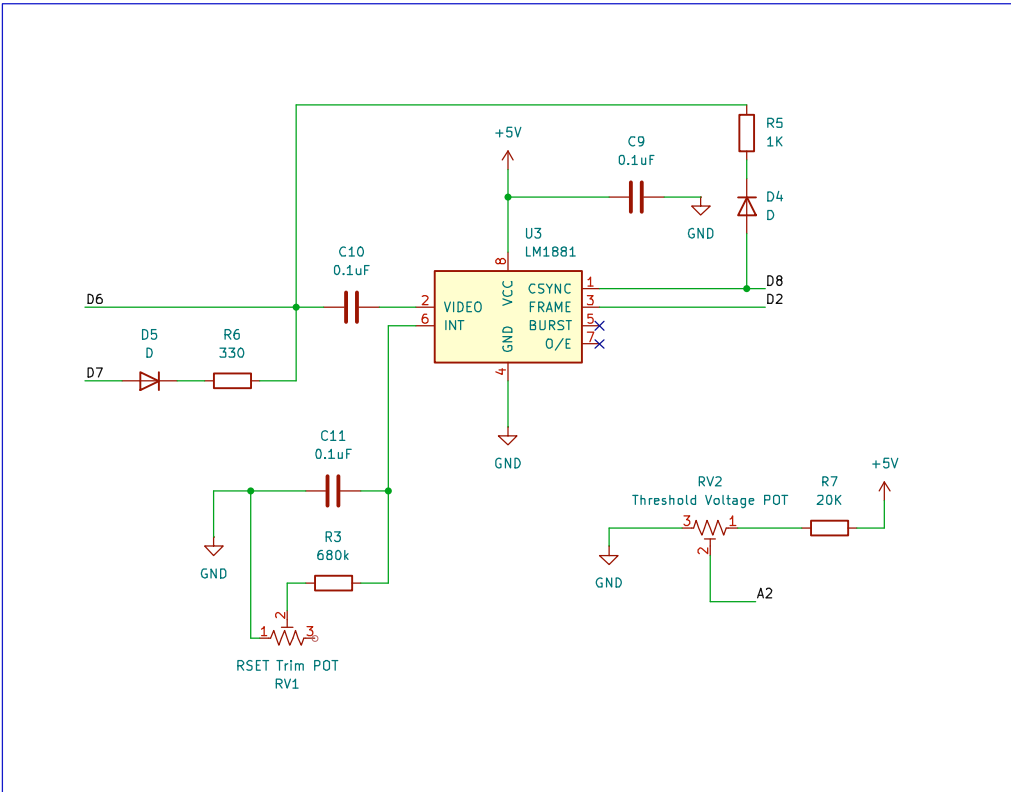 R5
1K
+5V
C9
0.1uF
D4
D
GND
U3
LM1881
C10
0.1uF
8
VCC
D6
2
VIDEO
6
INT
CSYNC
1
D8
FRAME
3
D2
BURST
5
O/E
7
GND
4
D5
D
R6
330
D7
GND
C11
0.1uF
GND
R3
680k
2
1
3
RSET Trim POT
RV1
+5V
RV2
Threshold Voltage POT
R7
20K
3
1
2
GND
A2